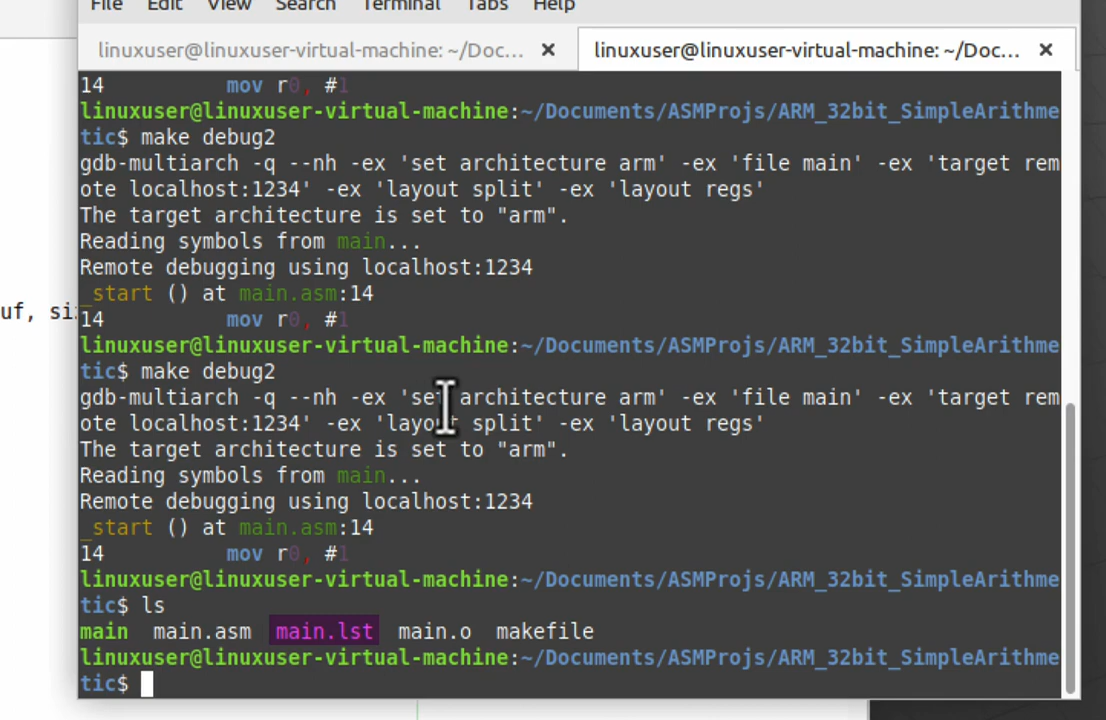 File Edit View Search Terminal Tabs Help
linuxuser@linuxuser-virtual-machine: ~/Doc... × linuxuser@linuxuser-virtual-machine: ~/Doc... ×
14 mov r0, #1
linuxuser@linuxuser-virtual-machine:~/Documents/ASMProjs/ARM_32bit_SimpleArithme
tic$ make debug2
gdb-multiarch -q --nh -ex 'set architecture arm' -ex 'file main' -ex 'target rem
ote localhost:1234' -ex 'layout split' -ex 'layout regs'
The target architecture is set to "arm".
Reading symbols from main...
Remote debugging using localhost:1234
_start () at main.asm:14
uf, si
14 mov r0, #1
linuxuser@linuxuser-virtual-machine:~/Documents/ASMProjs/ARM_32bit_SimpleArithme
tic$ make debug2
gdb-multiarch -q --nh -ex 'set architecture arm' -ex 'file main' -ex 'target rem
ote localhost:1234' -ex 'layout split' -ex 'layout regs'
The target architecture is set to "arm".
Reading symbols from main...
Remote debugging using localhost:1234
_start () at main.asm:14
14 mov r0, #1
linuxuser@linuxuser-virtual-machine:~/Documents/ASMProjs/ARM_32bit_SimpleArithme
tic$ ls
main main.asm main.lst main.o makefile
linuxuser@linuxuser-virtual-machine:~/Documents/ASMProjs/ARM_32bit_SimpleArithme
tic$